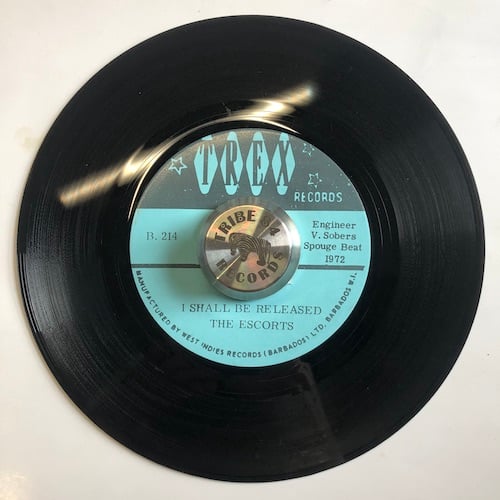 TREX
RECORDS
B. 214
Engineer
V. Sobers
Spouge Beat
1972
TRIBE 84
RECORDS
I SHALL BE RELEASED
THE ESCORTS
MANUFACTURED BY WEST INDIES RECORDS (BARBADOS) LTD. BARBADOS W.I.